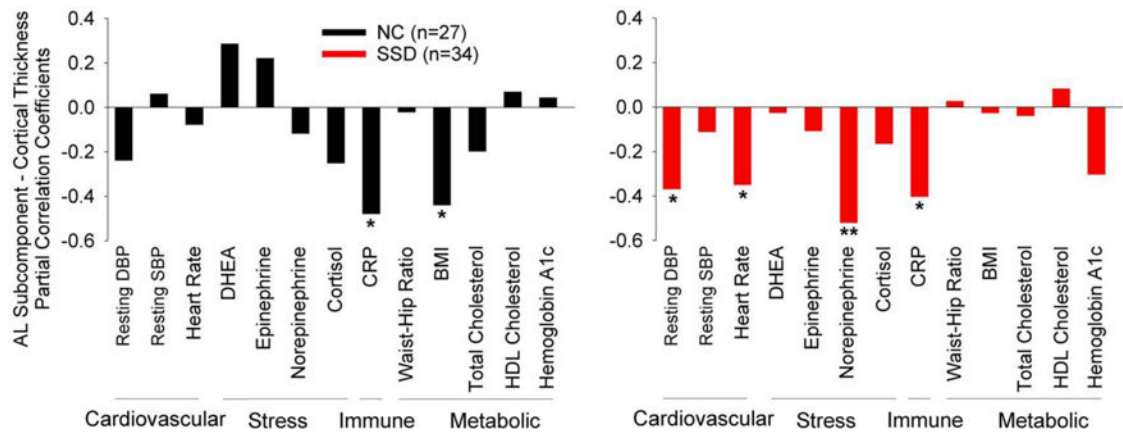 AL Subcomponent - Cortical Thickness
Partial Correlation Coefficients
0.4
0.2
0.0
-0.2
-0.4
-0.6
NC (n=27)
SSD (n=34)
*
*
Resting DBP
Resting SBP
Heart Rate
DHEA
Epinephrine
Norepinephrine
Cortisol
CRP
Waist-Hip Ratio
BMI
Total Cholesterol
HDL Cholesterol
Hemoglobin A1c
Cardiovascular
Stress
Immune
Metabolic
0.4
0.2
0.0
-0.2
-0.4
-0.6
*
*
**
*
Resting DBP
Resting SBP
Heart Rate
DHEA
Epinephrine
Norepinephrine
Cortisol
CRP
Waist-Hip Ratio
BMI
Total Cholesterol
HDL Cholesterol
Hemoglobin A1c
Cardiovascular
Stress
Immune
Metabolic